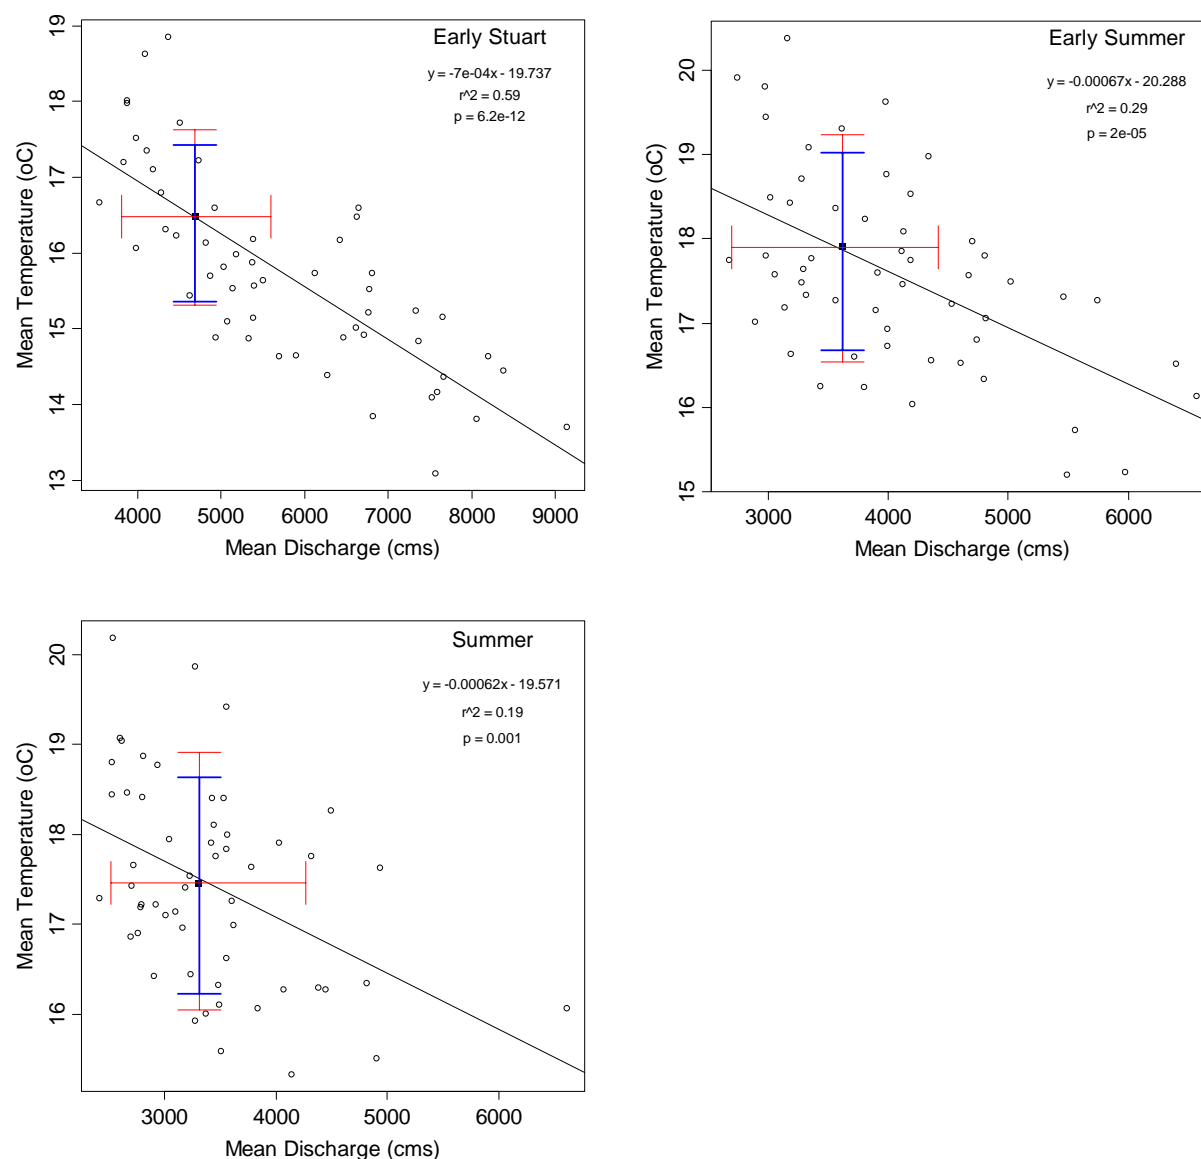 Early Stuart
y = -7e-04x - 19.737
r^2 = 0.59
p = 6.2e-12
19
18
17
16
15
14
13
Mean Temperature (oC)
4000 5000 6000 7000 8000 9000
Mean Discharge (cms)
Early Summer
y = -0.00067x - 20.288
r^2 = 0.29
p = 2e-05
20
19
18
17
16
15
Mean Temperature (oC)
3000 4000 5000 6000
Mean Discharge (cms)
Summer
y = -0.00062x - 19.571
r^2 = 0.19
p = 0.001
20
19
18
17
16
Mean Temperature (oC)
3000 4000 5000 6000
Mean Discharge (cms)